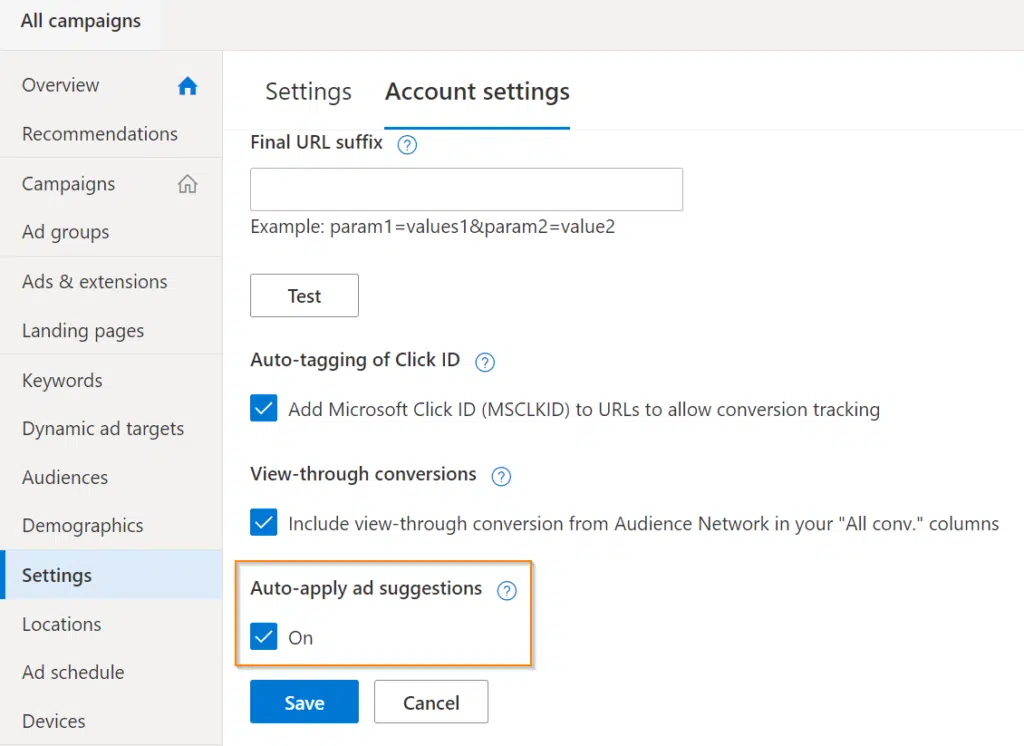 All campaigns
Overview
Recommendations
Campaigns
Ad groups
Ads & extensions
Landing pages
Keywords
Dynamic ad targets
Audiences
Demographics
Settings
Locations
Ad schedule
Devices
Settings
Account settings
Final URL suffix ?
Example: param1=values1&param2=value2
Test
Auto-tagging of Click ID ?
Add Microsoft Click ID (MSCLKID) to URLs to allow conversion tracking
View-through conversions ?
Include view-through conversion from Audience Network in your "All conv." columns
Auto-apply ad suggestions ?
On
Save
Cancel